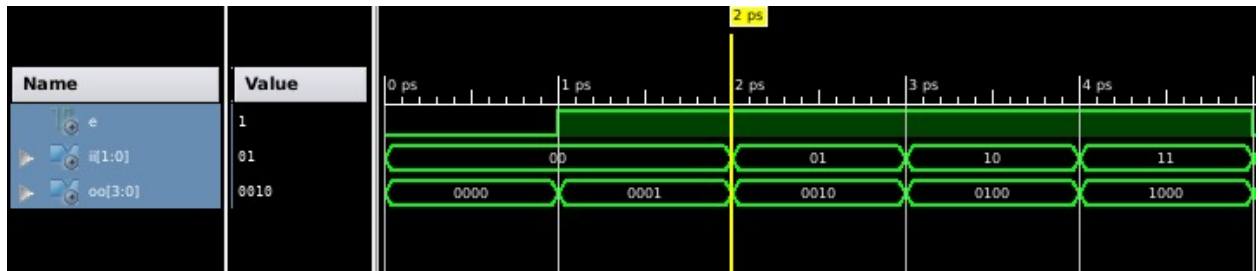 2 ps
Name Value 0 ps 1 ps 2 ps 3 ps 4 ps
e 1
ii[1:0] 01 00 01 10 11
oo[3:0] 0010 0000 0001 0010 0100 1000